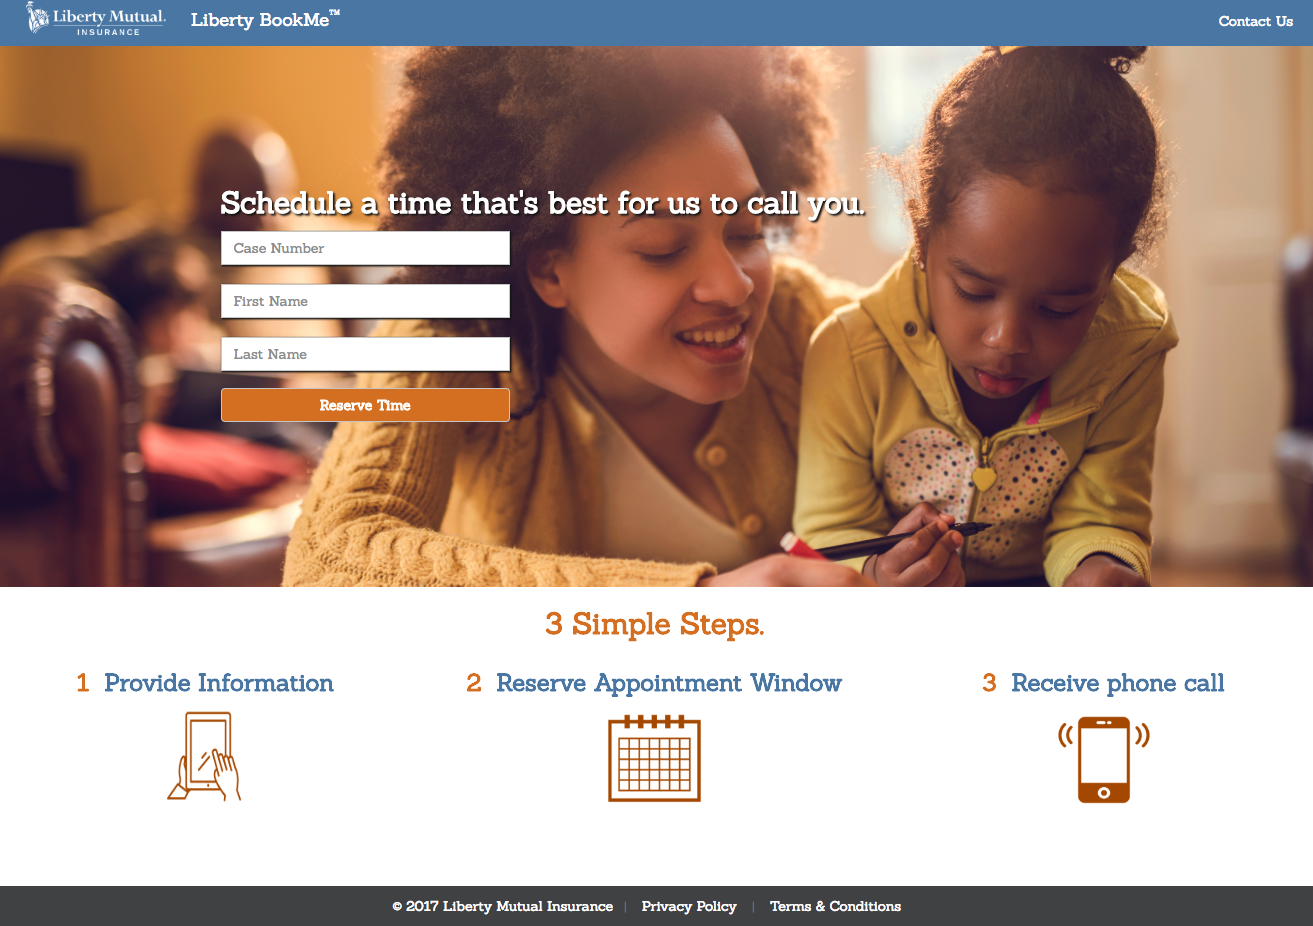 Liberty Mutual.
INSURANCE
Liberty BookMe™
Contact Us
Schedule a time that's best for us to call you.
Case Number
First Name
Last Name
Reserve Time
3 Simple Steps.
1 Provide Information
2 Reserve Appointment Window
3 Receive phone call
© 2017 Liberty Mutual Insurance | Privacy Policy | Terms & Conditions